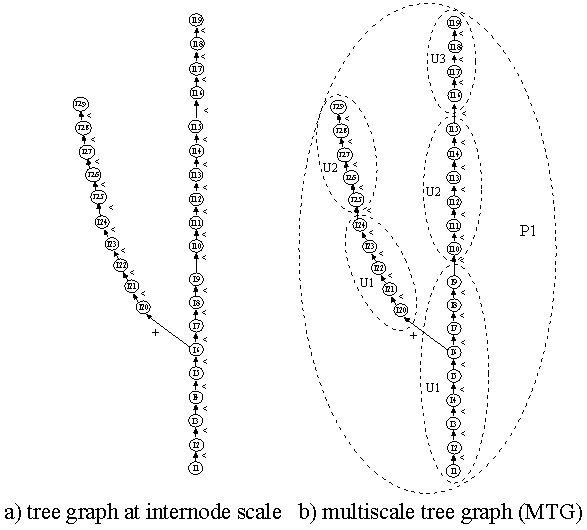 I19
<
I18
<
I17
<
I16
<
I15
<
I14
<
I13
<
I12
<
I11
<
I10
<
I9
<
I8
<
I7
<
I6
<
I5
<
I4
<
I3
<
I2
<
I1
I29
<
I28
<
I27
<
I26
<
I25
<
I24
<
I23
<
I22
<
I21
<
I20
+
a) tree graph at internode scale
I19
<
I18
<
U3
I17
<
I16
<
I15
<
I14
<
I13
<
U2
I12
<
I11
<
I10
<
P1
I9
<
I8
<
I7
<
I6
<
I5
<
U1
I4
<
I3
<
I2
<
I1
I29
<
I28
<
I27
<
U2
I26
<
I25
<
I24
<
I23
<
I22
<
U1
I21
<
I20
+
b) multiscale tree graph (MTG)